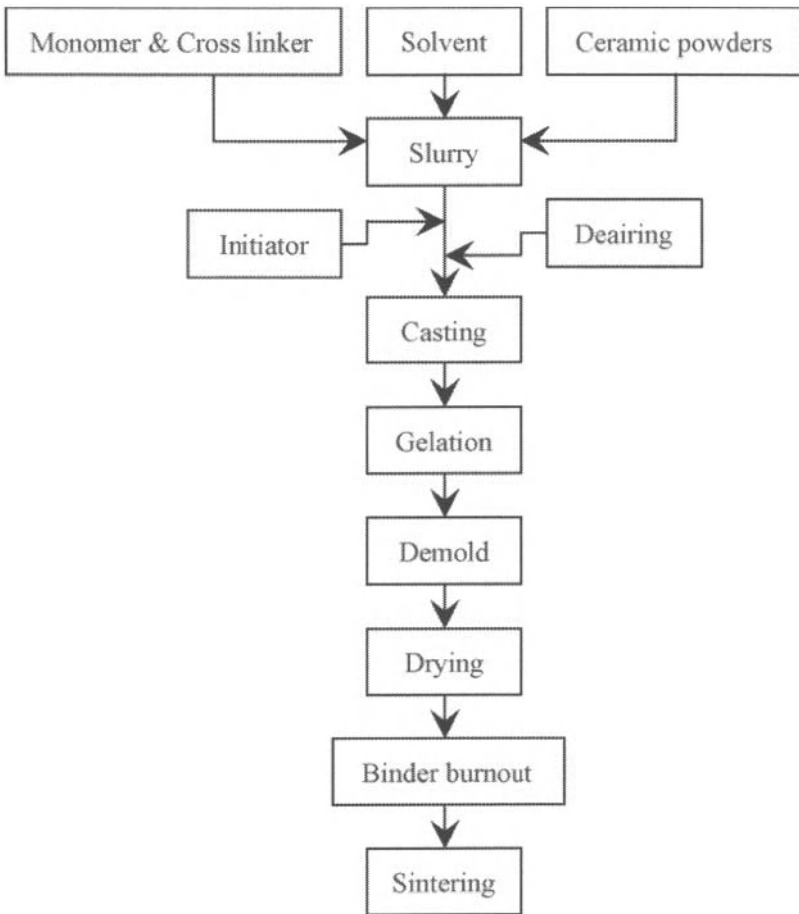 Monomer & Cross linker
Solvent
Ceramic powders
Slurry
Initiator
Deairing
Casting
Gelation
Demold
Drying
Binder burnout
Sintering